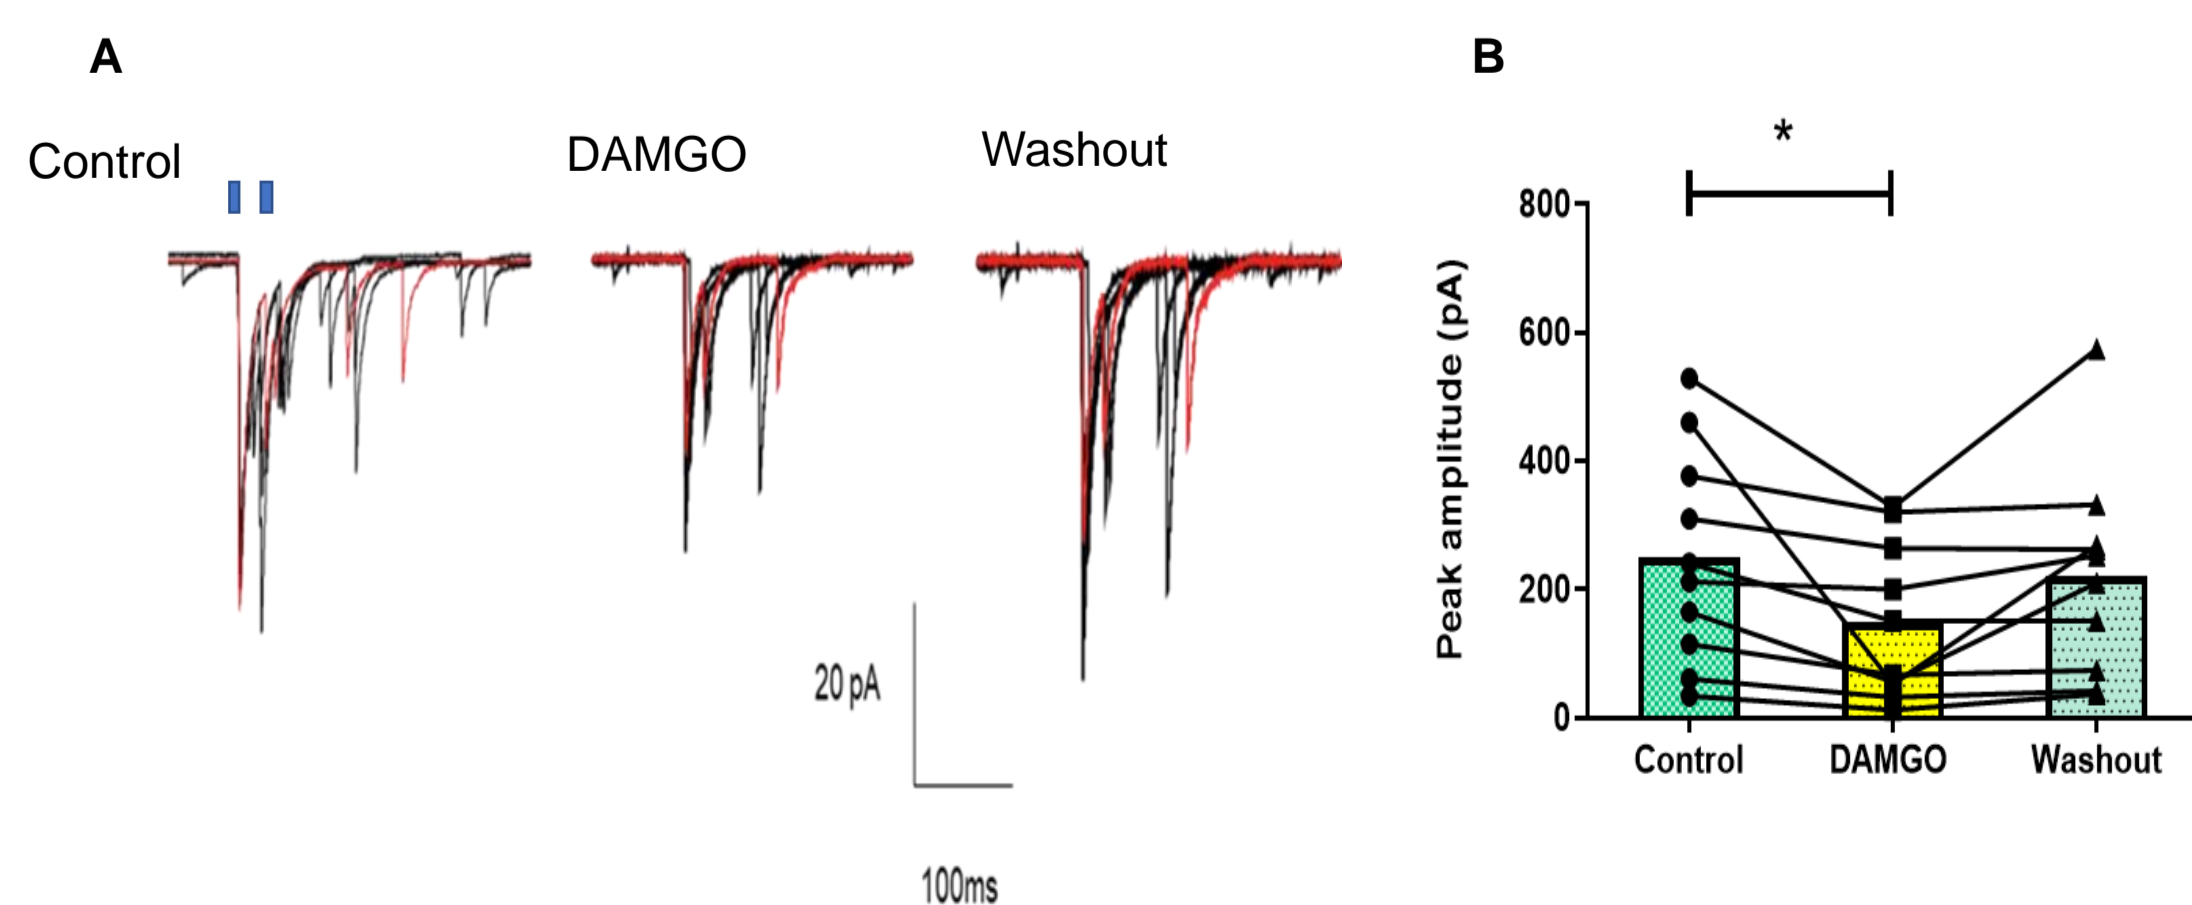 A
B
Control
DAMGO
Washout
20 pA
100ms
*
Peak amplitude (pA)
800
600
400
200
0
Control
DAMGO
Washout